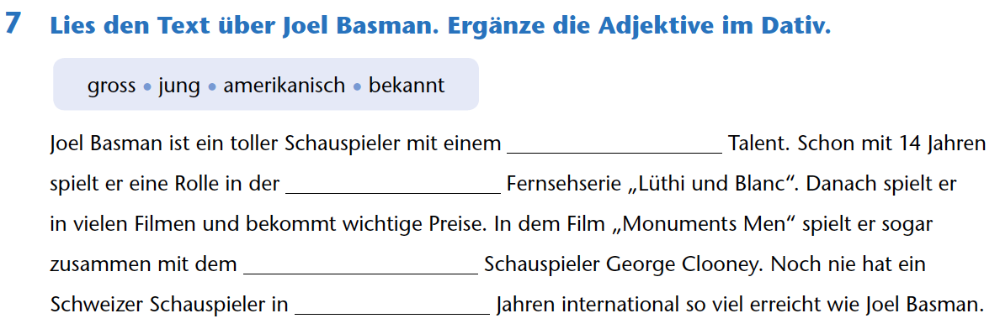 7 Lies den Text über Joel Basman. Ergänze die Adjektive im Dativ.
gross • jung • amerikanisch • bekannt
Joel Basman ist ein toller Schauspieler mit einem ____________________ Talent. Schon mit 14 Jahren
spielt er eine Rolle in der ____________________ Fernsehserie „Lüthi und Blanc“. Danach spielt er
in vielen Filmen und bekommt wichtige Preise. In dem Film „Monuments Men“ spielt er sogar
zusammen mit dem ____________________ Schauspieler George Clooney. Noch nie hat ein
Schweizer Schauspieler in ____________________ Jahren international so viel erreicht wie Joel Basman.